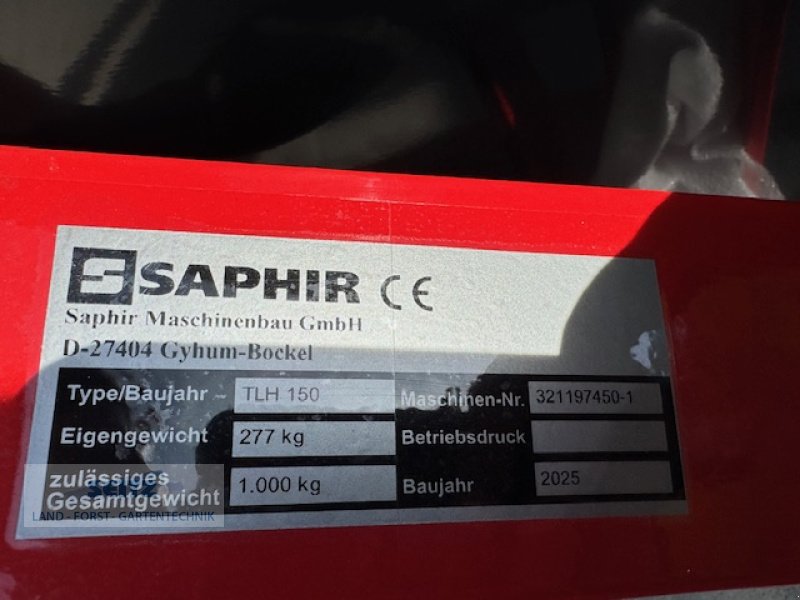 SAPHIR CE
Saphir Maschinenbau GmbH
D-27404 Gyhum-Bockel
Type/Baujahr TLH 150 Maschinen-Nr. 321197450-1
Eigengewicht 277 kg Betriebsdruck
zulässiges
Gesamtgewicht 1.000 kg Baujahr 2025
LAND - FORST - GARTENTECHNIK